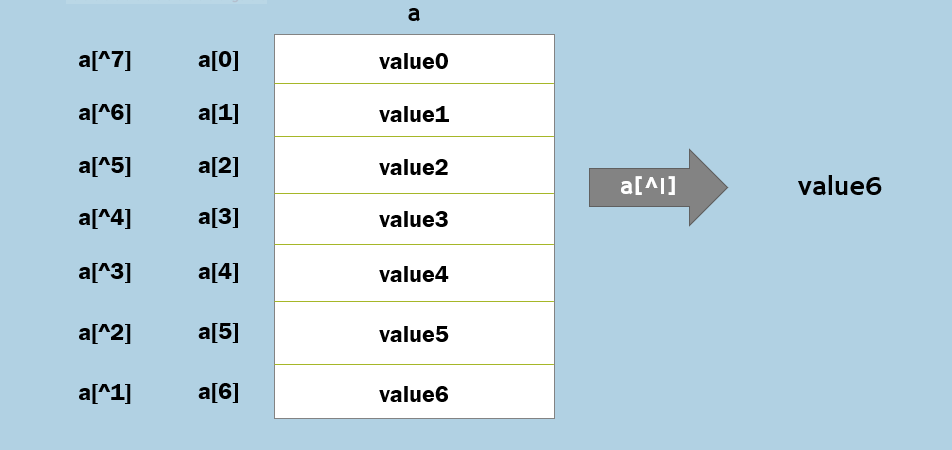 a
a[^7] a[0] value0
a[^6] a[1] value1
a[^5] a[2] value2
a[^I] value6
a[^4] a[3] value3
a[^3] a[4] value4
a[^2] a[5] value5
a[^1] a[6] value6